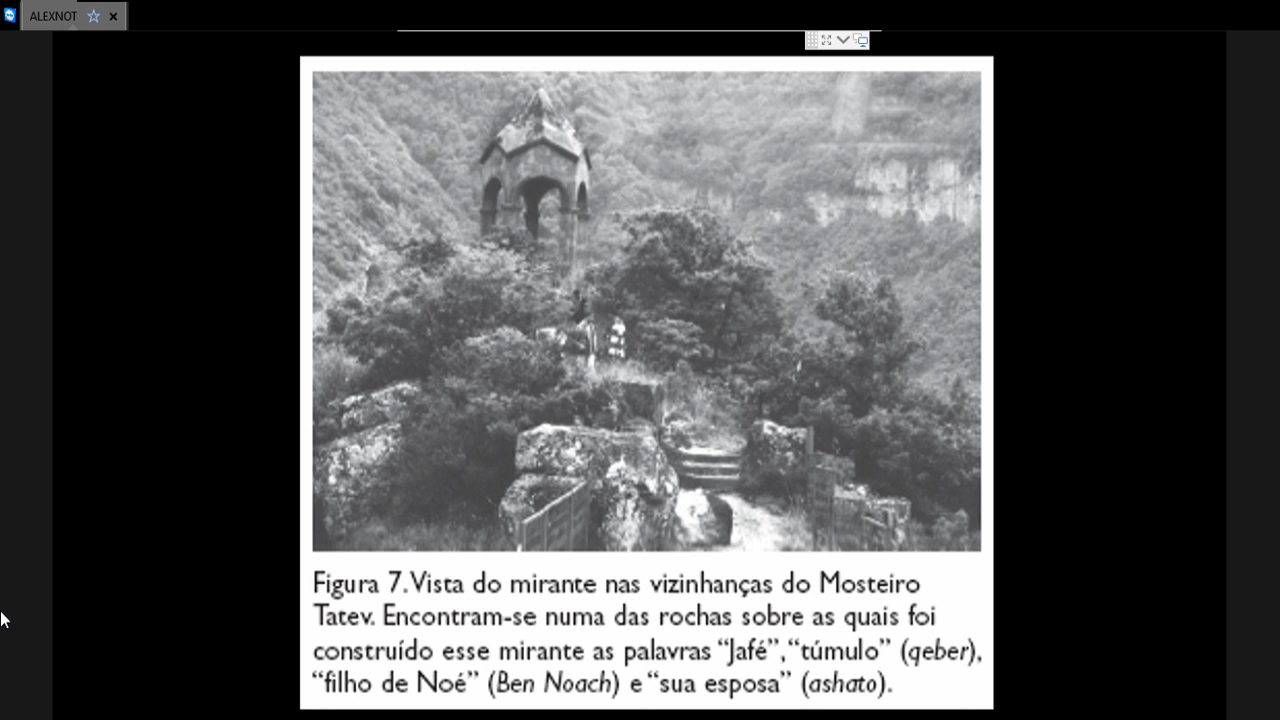 ALEXNOT
Figura 7. Vista do mirante nas vizinhanças do Mosteiro
Tatev. Encontram-se numa das rochas sobre as quais foi
construído esse mirante as palavras “Jafé”, “túmulo” (qeber),
“filho de Noé” (Ben Noach) e “sua esposa” (ashato).